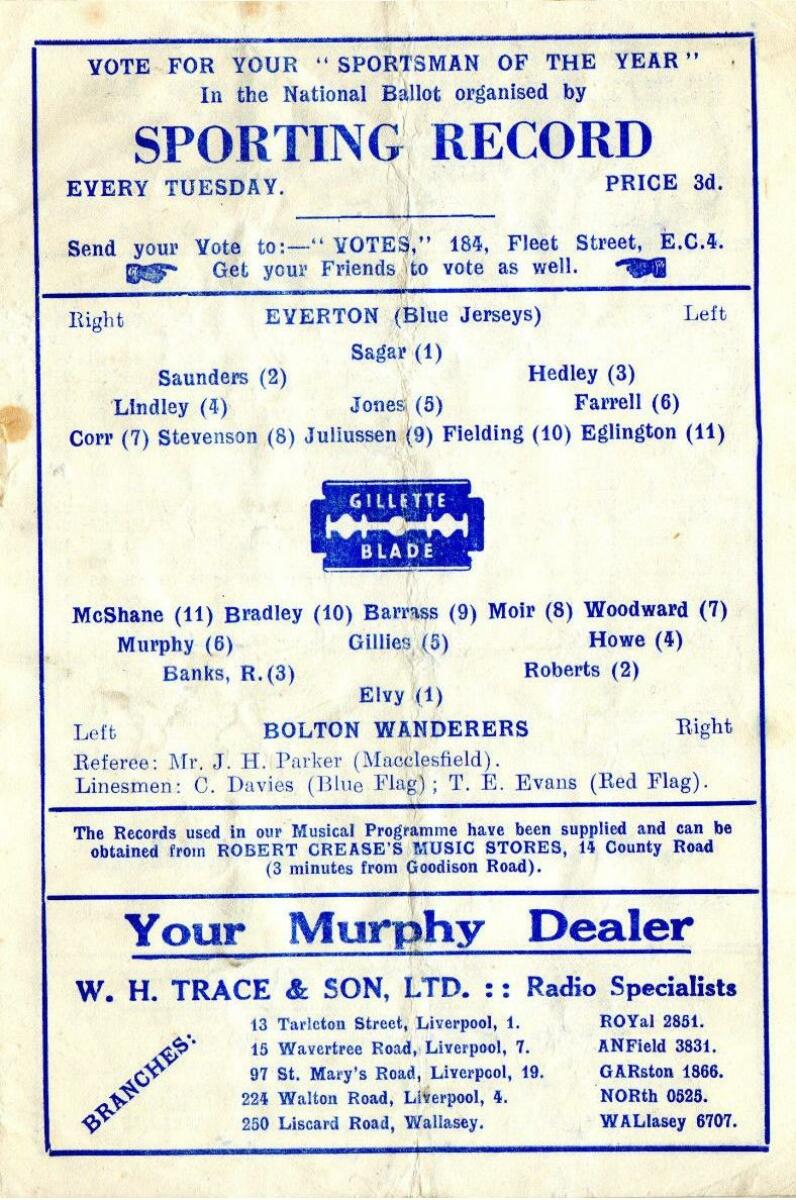 VOTE FOR YOUR "SPORTSMAN OF THE YEAR"
In the National Ballot organised by
SPORTING RECORD
EVERY TUESDAY. PRICE 3d.
Send your Vote to:—"VOTES," 184, Fleet Street, E.C.4.
Get your Friends to vote as well.
Right EVERTON (Blue Jerseys) Left
Sagar (1)
Saunders (2) Hedley (3)
Lindley (4) Jones (5) Farrell (6)
Corr (7) Stevenson (8) Juliussen (9) Fielding (10) Eglington (11)
GILLETTE
BLADE
McShane (11) Bradley (10) Barrass (9) Moir (8) Woodward (7)
Murphy (6) Gillies (5) Howe (4)
Banks, R. (3) Roberts (2)
Elvy (1)
Left BOLTON WANDERERS Right
Referee: Mr. J. H. Parker (Macclesfield).
Linesmen: C. Davies (Blue Flag); T. E. Evans (Red Flag).
The Records used in our Musical Programme have been supplied and can be
obtained from ROBERT CREASE'S MUSIC STORES, 14 County Road
(3 minutes from Goodison Road).
Your Murphy Dealer
W. H. TRACE & SON, LTD. :: Radio Specialists
BRANCHES:
13 Tarleton Street, Liverpool, 1. ROYal 2851.
15 Wavertree Road, Liverpool, 7. ANField 3831.
97 St. Mary's Road, Liverpool, 19. GARston 1866.
224 Walton Road, Liverpool, 4. NORth 0525.
250 Liscard Road, Wallasey. WALlasey 6707.